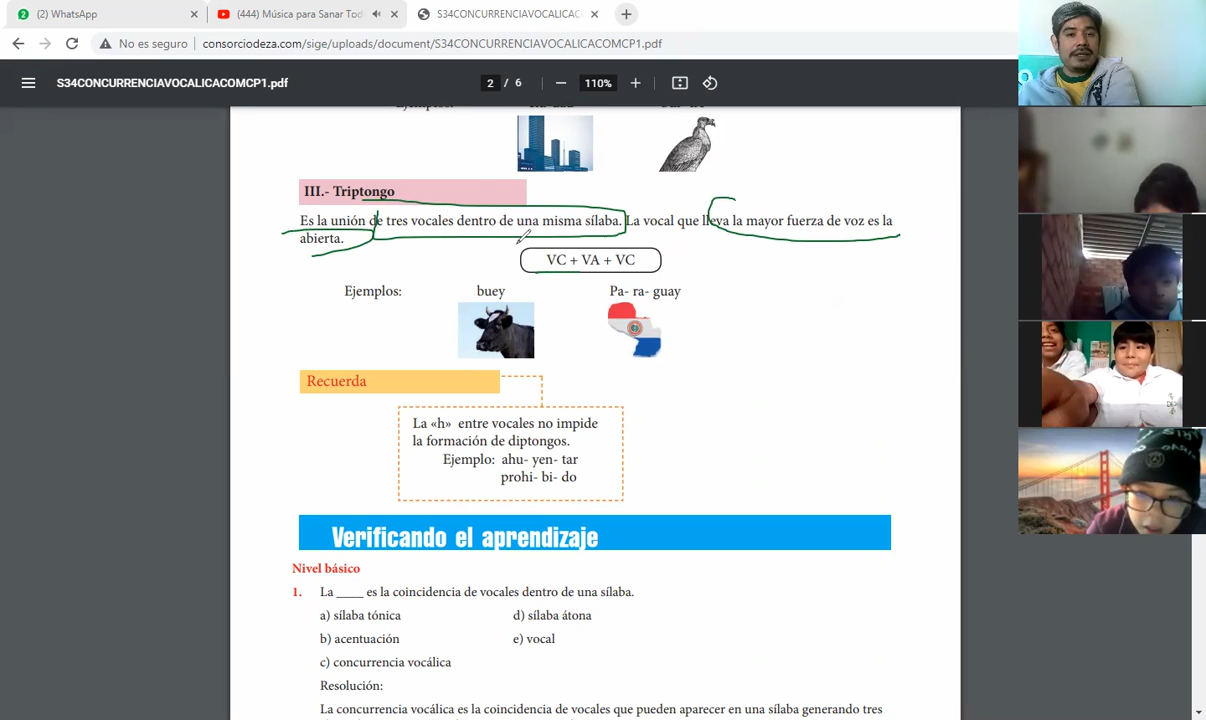 (2) WhatsApp
(444) Música para Sanar Tod
S34CONCURRENCIAVOCALICAC
No es seguro
consorciodeza.com/sige/uploads/document/S34CONCURRENCIAVOCALICACOMCP1.pdf
S34CONCURRENCIAVOCALICACOMCP1.pdf
2 / 6
110%
III.- Triptongo
Es la unión de tres vocales dentro de una misma sílaba. La vocal que lleva la mayor fuerza de voz es la
abierta.
VC + VA + VC
Ejemplos: buey Pa- ra- guay
Recuerda
La «h» entre vocales no impide
la formación de diptongos.
Ejemplo: ahu- yen- tar
prohi- bi- do
Verificando el aprendizaje
Nivel básico
1. La ____ es la coincidencia de vocales dentro de una sílaba.
a) sílaba tónica d) sílaba átona
b) acentuación e) vocal
c) concurrencia vocálica
Resolución:
La concurrencia vocálica es la coincidencia de vocales que pueden aparecer en una sílaba generando tres